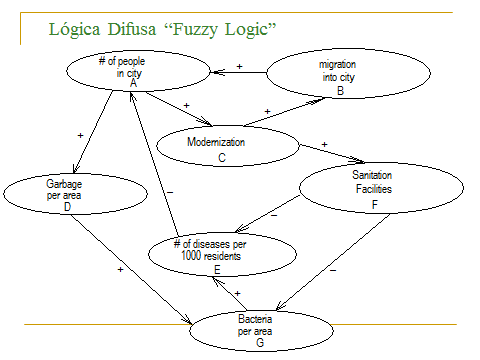 Lógica Difusa “Fuzzy Logic”
# of people
in city
A
+
migration
into city
B
+
+
+
Modernization
C
+
Sanitation
Facilities
F
Garbage
per area
D
–
–
# of diseases per
1000 residents
E
+
–
+
Bacteria
per area
G